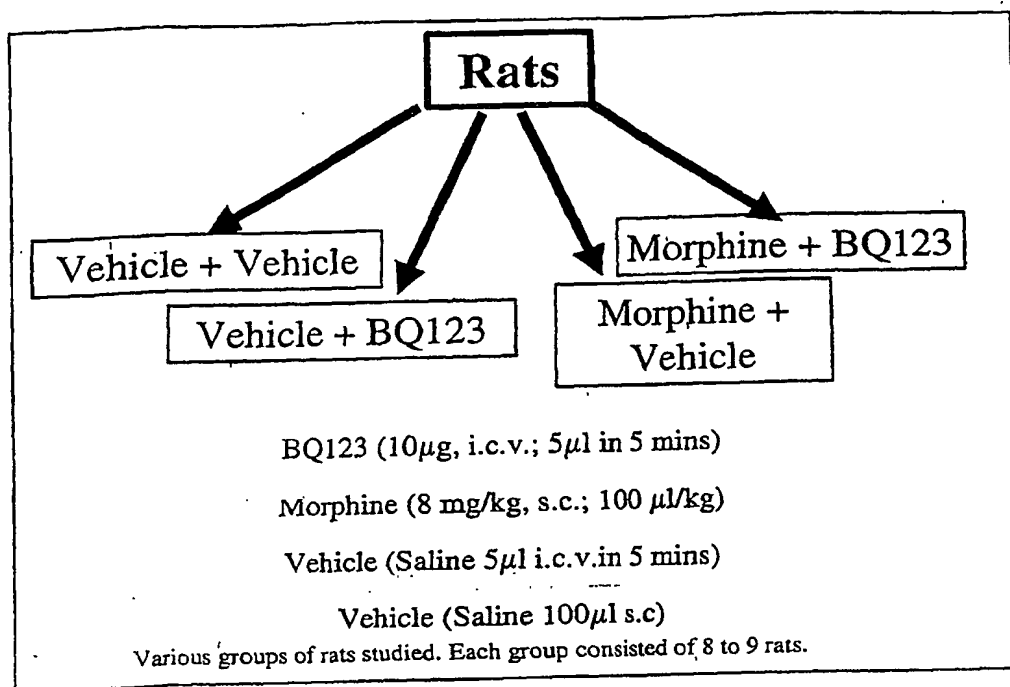 Rats
Vehicle + Vehicle
Morphine + BQ123
Vehicle + BQ123
Morphine +
Vehicle
BQ123 (10µg, i.c.v.; 5µl in 5 mins)
Morphine (8 mg/kg, s.c.; 100 µl/kg)
Vehicle (Saline 5µl i.c.v.in 5 mins)
Vehicle (Saline 100µl s.c)
Various groups of rats studied. Each group consisted of 8 to 9 rats.